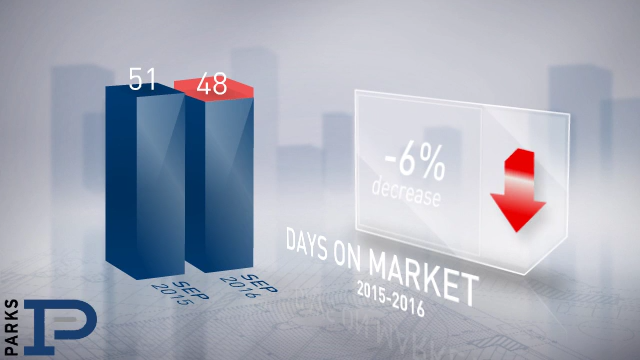 51
48
-6%
decrease
DAYS ON MARKET
2015-2016
SEP
2015
SEP
2016
PARKS
P